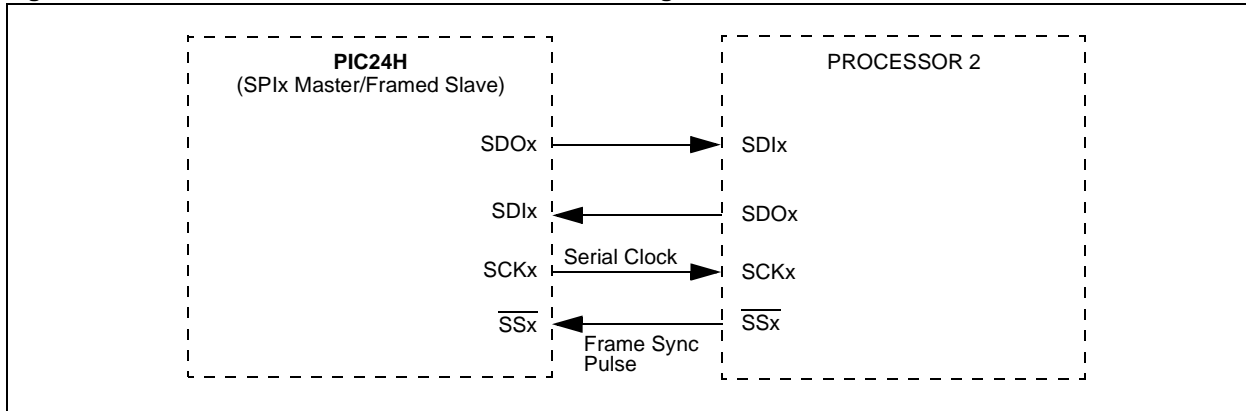 PIC24H
(SPIx Master/Framed Slave)
PROCESSOR 2
SDOx
SDIx
SDIx
SDOx
SCKx
Serial Clock
SCKx
SSx
Frame Sync
Pulse
SSx